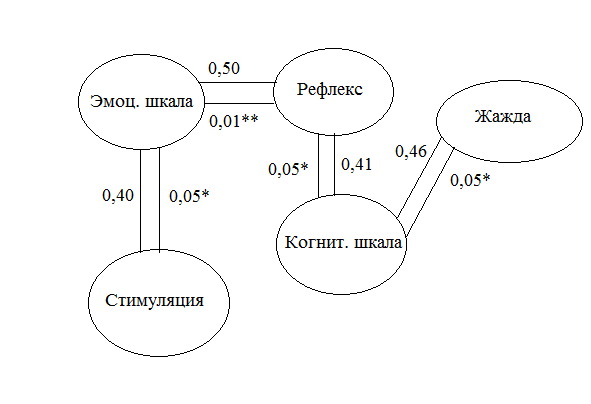 0,50
Эмоц. шкала
Рефлекс
0,01**
Жажда
0,40
0,05*
0,05*
0,41
0,46
0,05*
Когнит. шкала
Стимуляция